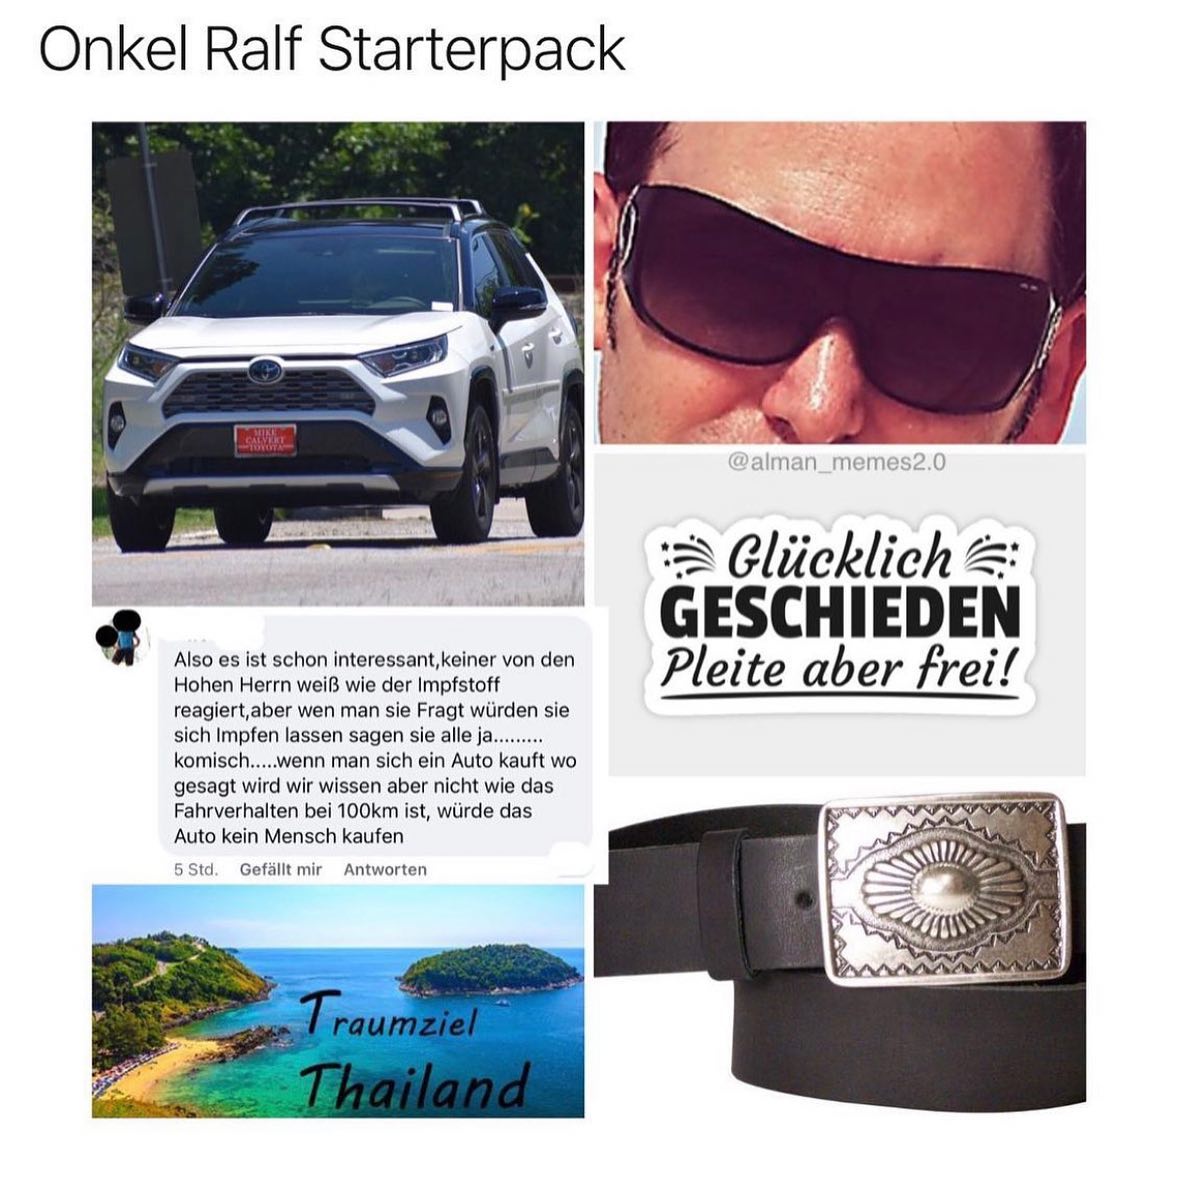 Onkel Ralf Starterpack
MIKE
CALVERT
TOYOTA
@alman_memes2.0
Glücklich
GESCHIEDEN
Pleite aber frei!
Also es ist schon interessant,keiner von den
Hohen Herrn weiß wie der Impfstoff
reagiert,aber wen man sie Fragt würden sie
sich Impfen lassen sagen sie alle ja.........
komisch.....wenn man sich ein Auto kauft wo
gesagt wird wir wissen aber nicht wie das
Fahrverhalten bei 100km ist, würde das
Auto kein Mensch kaufen
5 Std. Gefällt mir Antworten
Traumziel
Thailand